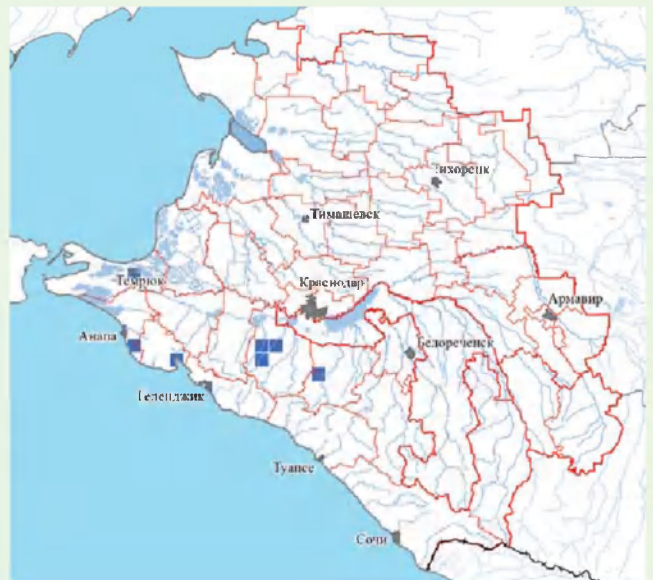 Тихорецк
Тимашевск
Краснодар
Темрюк
Армавир
Анапа
Белореченск
Геленджик
Туапсе
Сочи